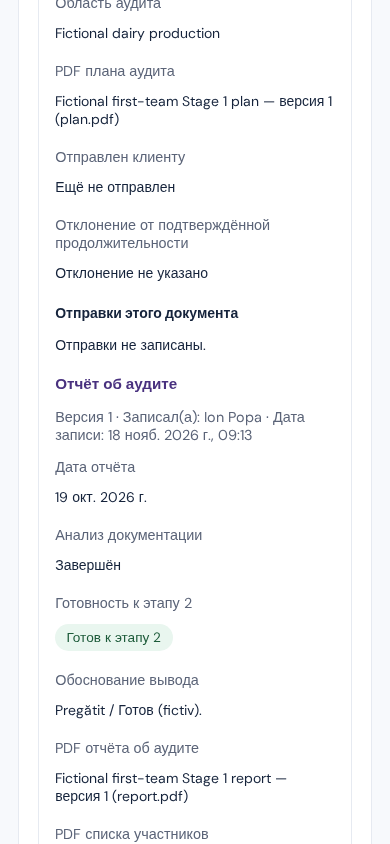 Область аудита
Fictional dairy production
PDF плана аудита
Fictional first-team Stage 1 plan — версия 1
(plan.pdf)
Отправлен клиенту
Ещё не отправлен
Отклонение от подтверждённой
продолжительности
Отклонение не указано
Отправки этого документа
Отправки не записаны.
Отчёт об аудите
Версия 1 · Записал(а): Ion Popa · Дата
записи: 18 нояб. 2026 г., 09:13
Дата отчёта
19 окт. 2026 г.
Анализ документации
Завершён
Готовность к этапу 2
Готов к этапу 2
Обоснование вывода
Pregătit / Готов (fictiv).
PDF отчёта об аудите
Fictional first-team Stage 1 report —
версия 1 (report.pdf)
PDF списка участников